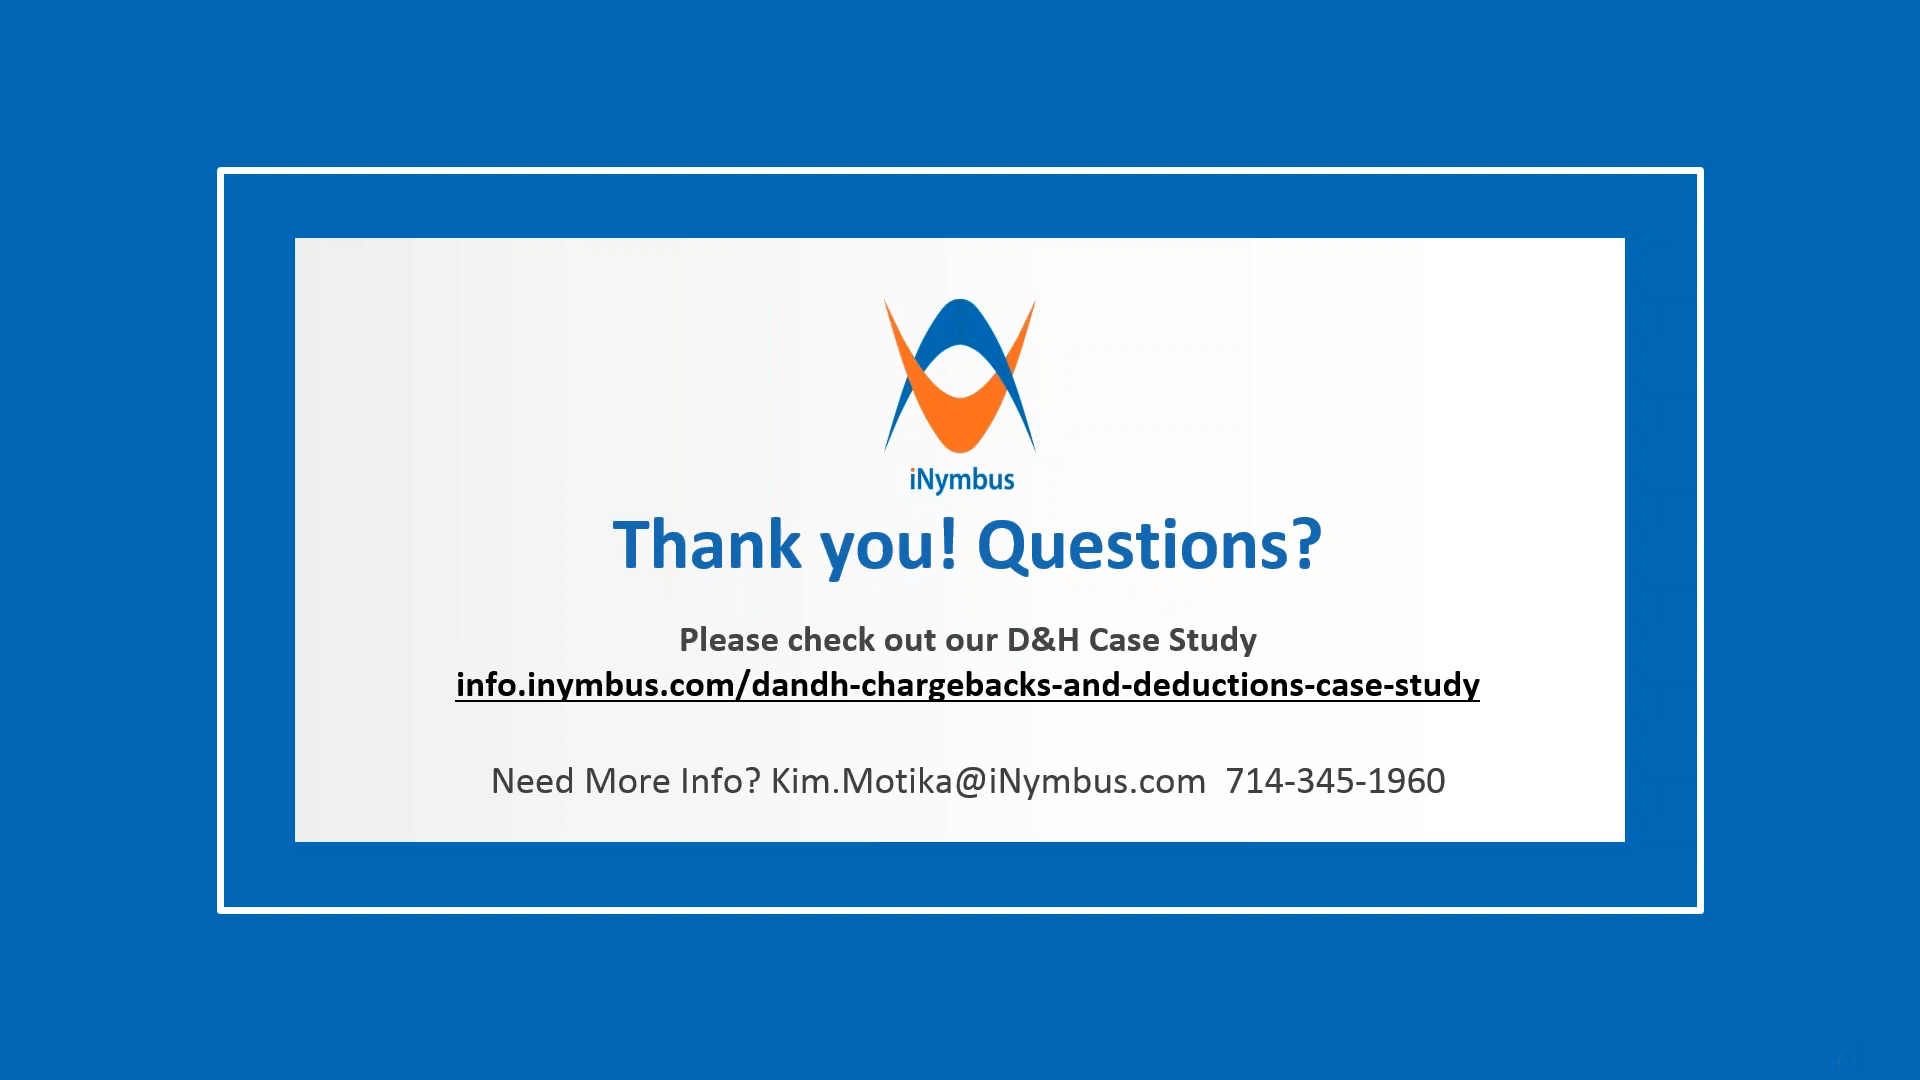 iNymbus
Thank you! Questions?
Please check out our D&H Case Study
info.inymbus.com/dandh-chargebacks-and-deductions-case-study
Need More Info? Kim.Motika@iNymbus.com  714-345-1960